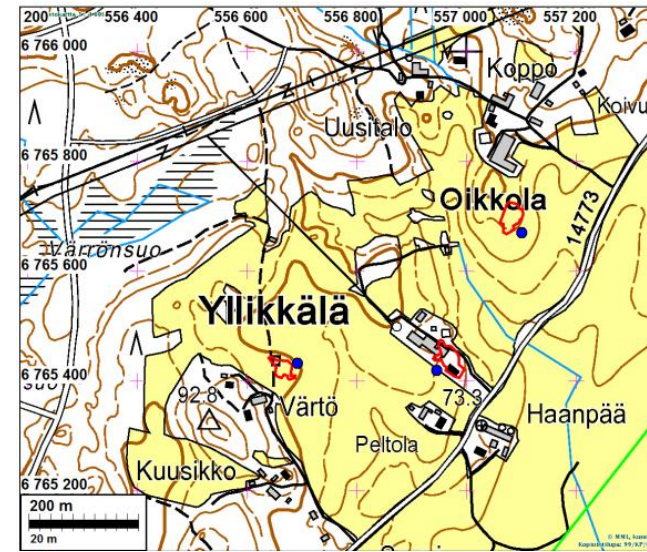 200 556 400 556 600 556 800 557 000 557 200
6 766 000
Koppo
Koivu
Uusitalo
6 765 800
Oikkola
14773
Värrönsuo
6 765 600
Yllikkälä
suo
6 765 400
92.8
Värtö
73.3
Haanpää
Peltola
Kuusikko
6 765 200
200 m
20 m